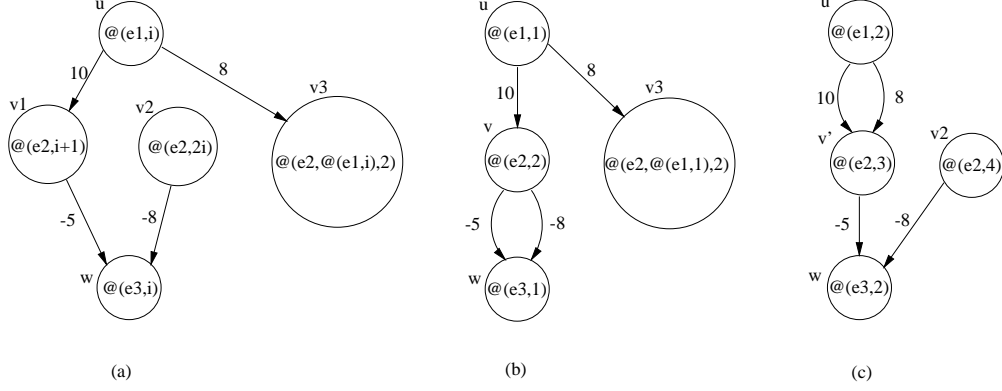 u
@(e1,i)
10
8
v1
v2
v3
@(e2,i+1)
@(e2,2i)
@(e2,@(e1,i),2)
-5
-8
w
@(e3,i)
(a)
u
@(e1,1)
10
8
v
v3
@(e2,2)
@(e2,@(e1,1),2)
-5
-8
w
@(e3,1)
(b)
u
@(e1,2)
10
8
v'
v2
@(e2,3)
@(e2,4)
-5
-8
w
@(e3,2)
(c)